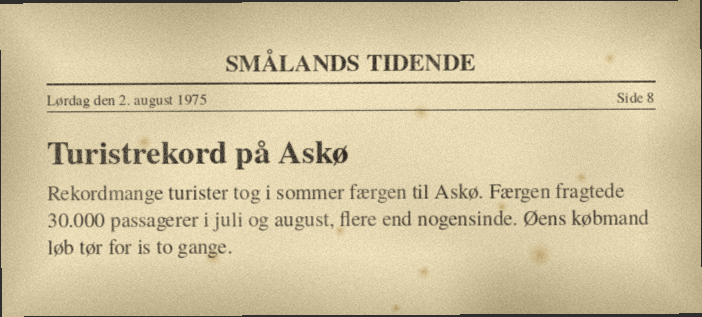 SMÅLANDS TIDENDE
Lørdag den 2. august 1975 Side 8
Turistrekord på Askø
Rekordmange turister tog i sommer færgen til Askø. Færgen fragtede
30.000 passagerer i juli og august, flere end nogensinde. Øens købmand
løb tør for is to gange.